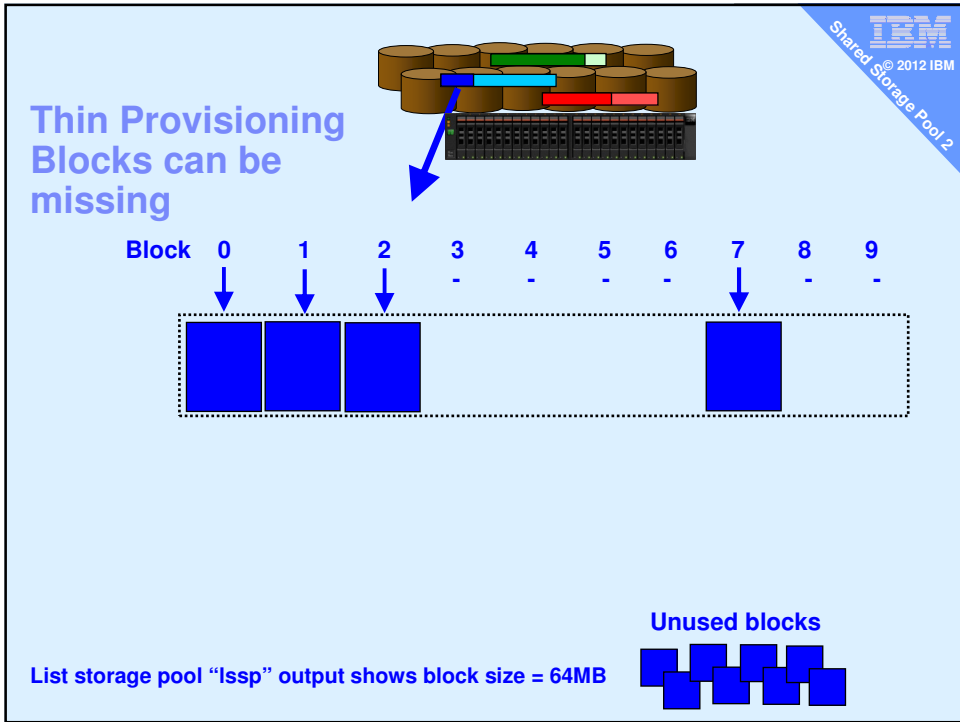 IBM
© 2012 IBM
Shared Storage Pool 2
Thin Provisioning
Blocks can be
missing
Block 0 1 2 3 4 5 6 7 8 9
- - - - - -
Unused blocks
List storage pool “lssp” output shows block size = 64MB